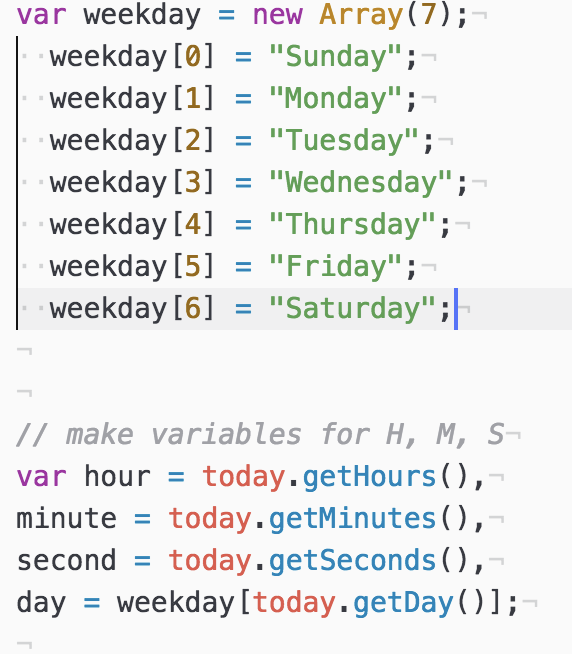 var weekday = new Array(7);¬
··weekday[0] = "Sunday";¬
··weekday[1] = "Monday";¬
··weekday[2] = "Tuesday";¬
··weekday[3] = "Wednesday";¬
··weekday[4] = "Thursday";¬
··weekday[5] = "Friday";¬
··weekday[6] = "Saturday";¬
¬
¬
// make variables for H, M, S¬
var hour = today.getHours(),¬
minute = today.getMinutes(),¬
second = today.getSeconds(),¬
day = weekday[today.getDay()];¬
¬